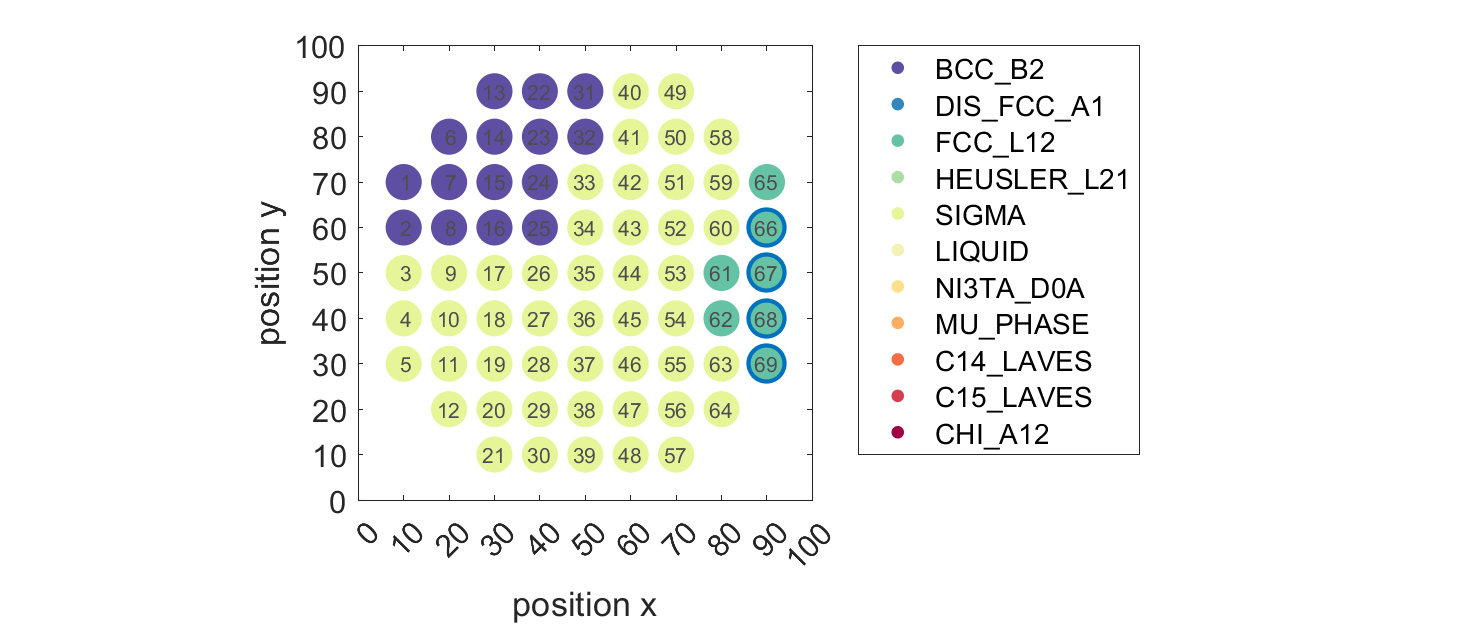 100
90
80
70
60
50
40
30
20
10
0
13 22 31 40 49
6 14 23 32 41 50 58
1 7 15 24 33 42 51 59 65
2 8 16 25 34 43 52 60 66
3 9 17 26 35 44 53 61 67
4 10 18 27 36 45 54 62 68
5 11 19 28 37 46 55 63 69
12 20 29 38 47 56 64
21 30 39 48 57
0 10 20 30 40 50 60 70 80 90 100
position x
position y
BCC_B2
DIS_FCC_A1
FCC_L12
HEUSLER_L21
SIGMA
LIQUID
NI3TA_D0A
MU_PHASE
C14_LAVES
C15_LAVES
CHI_A12